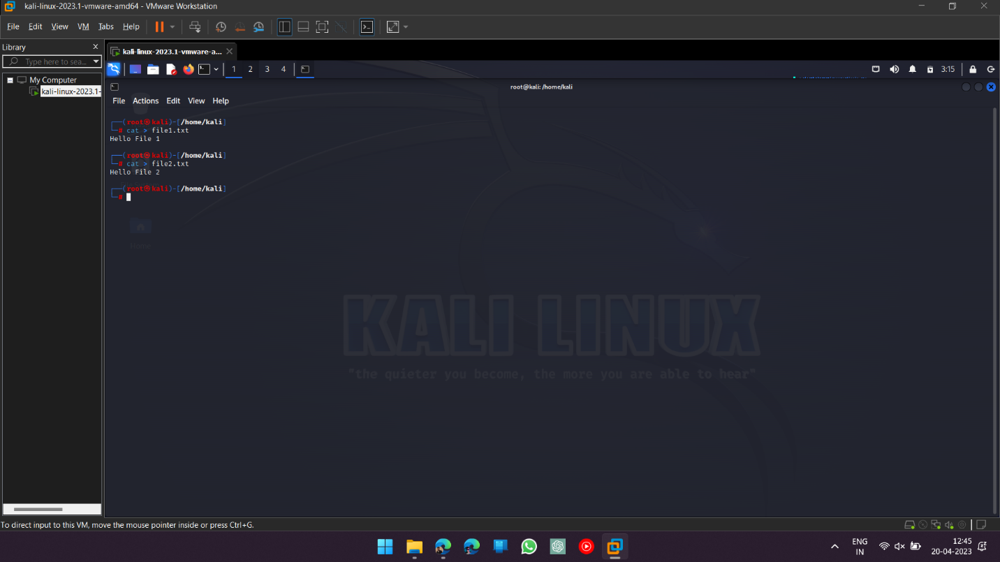 kali-linux-2023.1-vmware-amd64 - VMware Workstation
File Edit View VM Tabs Help
Library
Type here to sea...
My Computer
kali-linux-2023.1-
kali-linux-2023.1-vmware-a...
1 2 3 4
3:15
root@kali: /home/kali
File Actions Edit View Help
┌──(root㉿kali)-[/home/kali]
└─# cat > file1.txt
Hello File 1
┌──(root㉿kali)-[/home/kali]
└─# cat > file2.txt
Hello File 2
┌──(root㉿kali)-[/home/kali]
└─#
Home
KALI LINUX
"the quieter you become, the more you are able to hear"
To direct input to this VM, move the mouse pointer inside or press Ctrl+G.
ENG
IN
12:45
20-04-2023